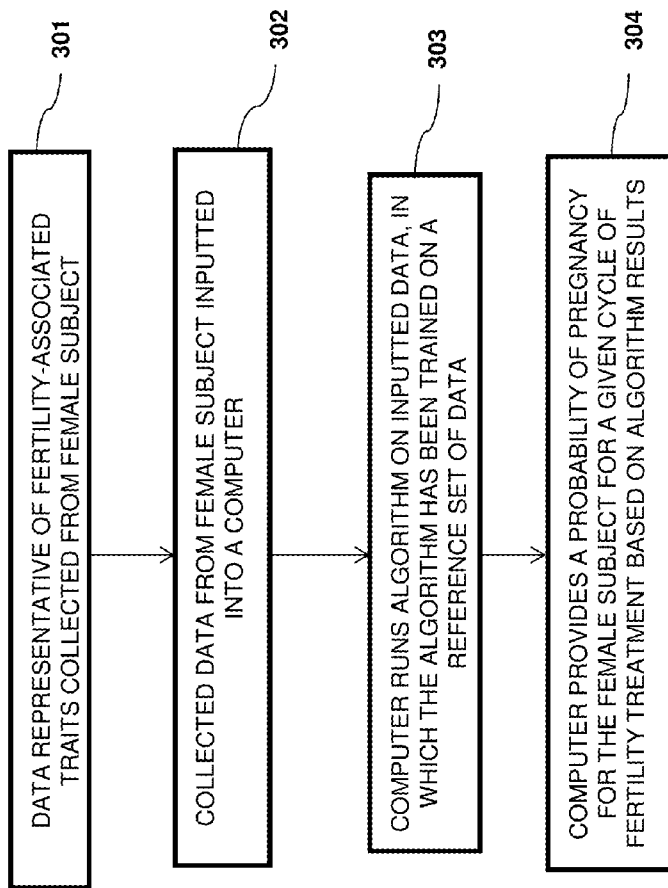 DATA REPRESENTATIVE OF FERTILITY-ASSOCIATED
TRAITS COLLECTED FROM FEMALE SUBJECT
301
COLLECTED DATA FROM FEMALE SUBJECT INPUTTED
INTO A COMPUTER
302
COMPUTER RUNS ALGORITHM ON INPUTTED DATA, IN
WHICH THE ALGORITHM HAS BEEN TRAINED ON A
REFERENCE SET OF DATA
303
COMPUTER PROVIDES A PROBABILITY OF PREGNANCY
FOR THE FEMALE SUBJECT FOR A GIVEN CYCLE OF
FERTILITY TREATMENT BASED ON ALGORITHM RESULTS
304